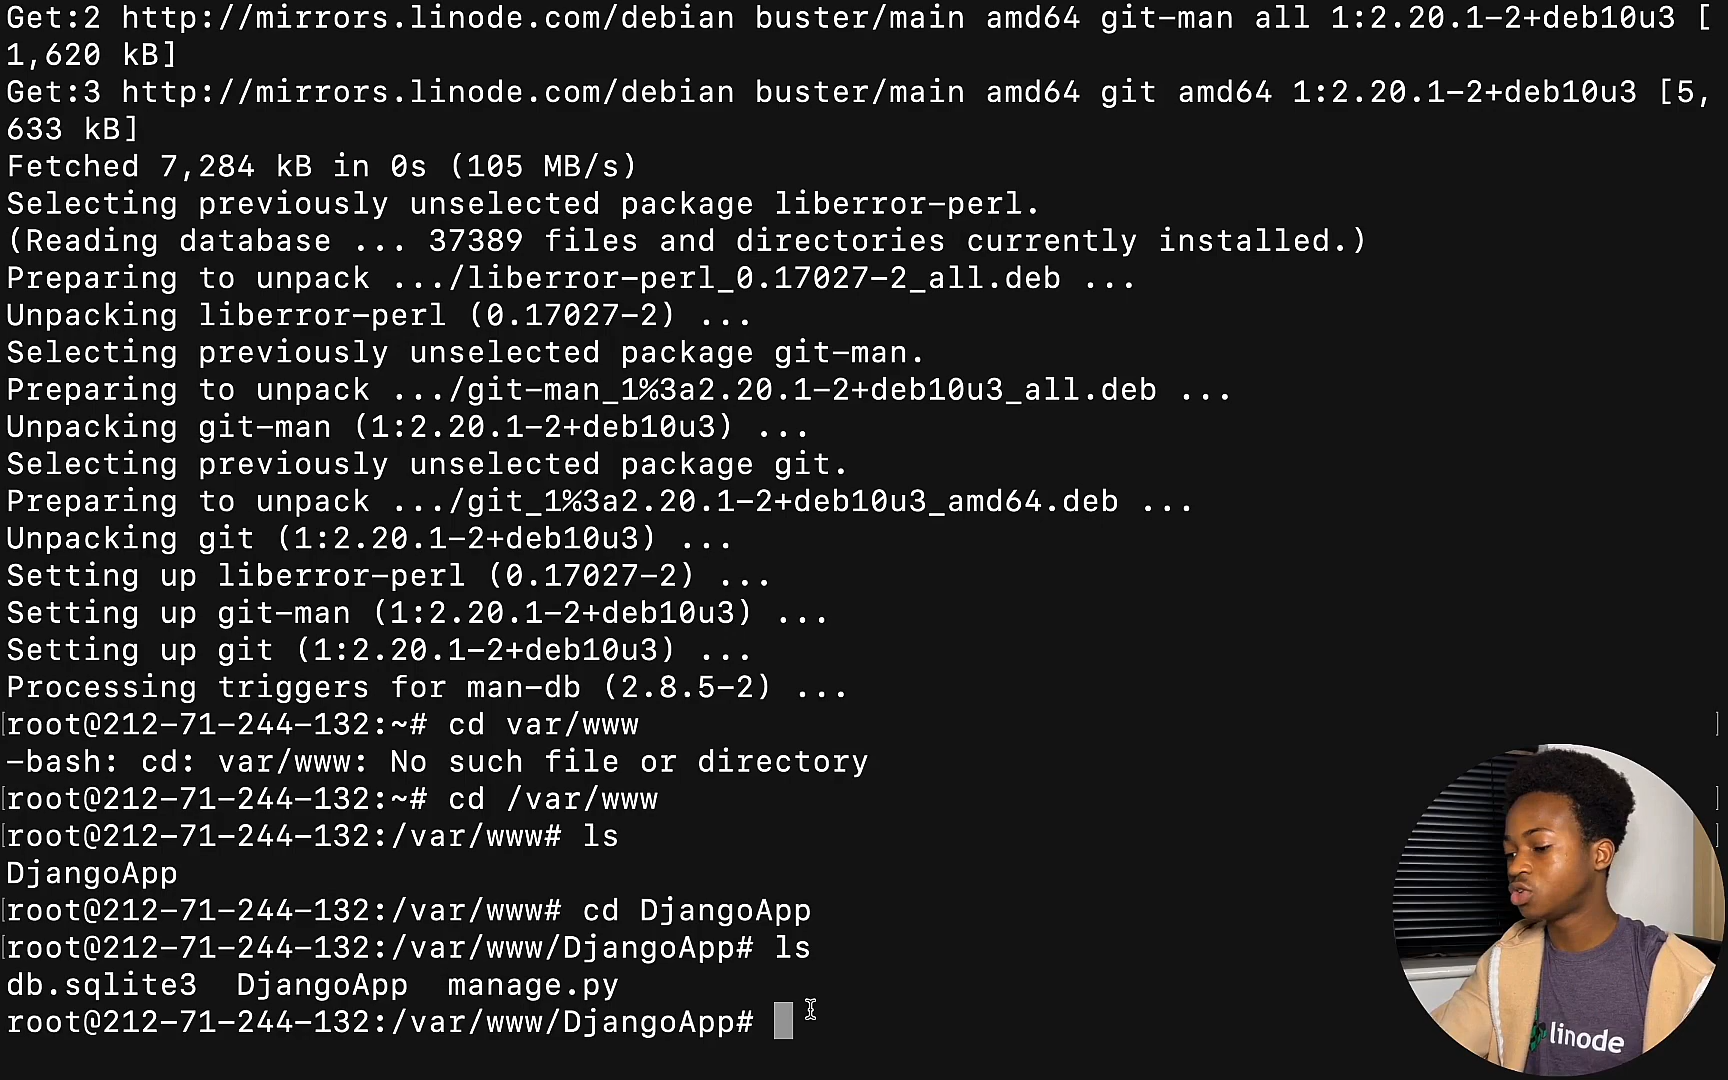 Get:2 http://mirrors.linode.com/debian buster/main amd64 git-man all 1:2.20.1-2+deb10u3 [
1,620 kB]
Get:3 http://mirrors.linode.com/debian buster/main amd64 git amd64 1:2.20.1-2+deb10u3 [5,
633 kB]
Fetched 7,284 kB in 0s (105 MB/s)
Selecting previously unselected package liberror-perl.
(Reading database ... 37389 files and directories currently installed.)
Preparing to unpack .../liberror-perl_0.17027-2_all.deb ...
Unpacking liberror-perl (0.17027-2) ...
Selecting previously unselected package git-man.
Preparing to unpack .../git-man_1%3a2.20.1-2+deb10u3_all.deb ...
Unpacking git-man (1:2.20.1-2+deb10u3) ...
Selecting previously unselected package git.
Preparing to unpack .../git_1%3a2.20.1-2+deb10u3_amd64.deb ...
Unpacking git (1:2.20.1-2+deb10u3) ...
Setting up liberror-perl (0.17027-2) ...
Setting up git-man (1:2.20.1-2+deb10u3) ...
Setting up git (1:2.20.1-2+deb10u3) ...
Processing triggers for man-db (2.8.5-2) ...
[root@212-71-244-132:~# cd var/www ]
-bash: cd: var/www: No such file or directory
[root@212-71-244-132:~# cd /var/www ]
[root@212-71-244-132:/var/www# ls ]
DjangoApp
[root@212-71-244-132:/var/www# cd DjangoApp
[root@212-71-244-132:/var/www/DjangoApp# ls
db.sqlite3 DjangoApp manage.py
root@212-71-244-132:/var/www/DjangoApp#
linode